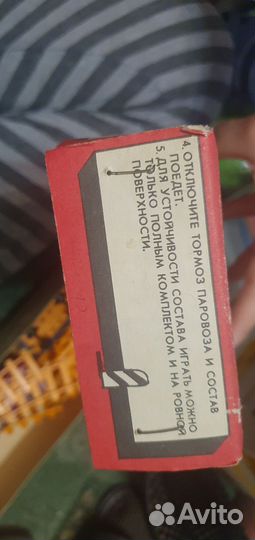 4. ОТКЛЮЧИТЕ ТОРМОЗ ПАРОВОЗА И СОСТАВ
ПОЕДЕТ.
5. ДЛЯ УСТОЙЧИВОСТИ СОСТАВА ИГРАТЬ МОЖНО
ТОЛЬКО ПОЛНЫМ КОМПЛЕКТОМ И НА РОВНОЙ
ПОВЕРХНОСТИ.
Avito